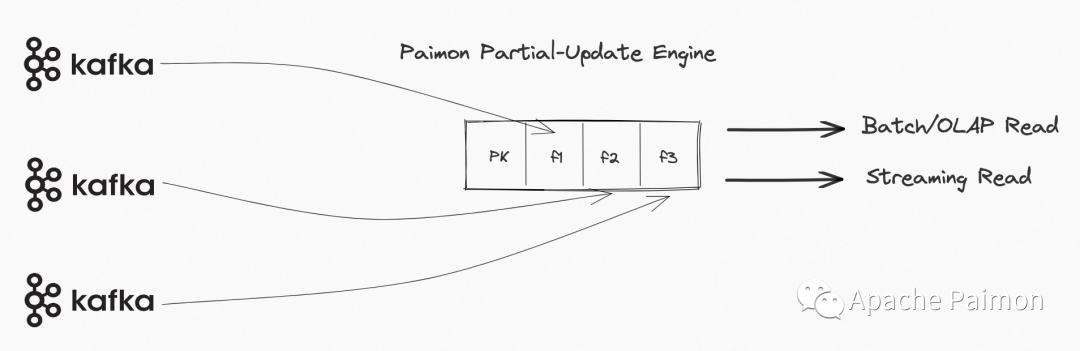 kafka
Paimon Partial-Update Engine
kafka
kafka
PK
f1
f2
f3
Batch/OLAP Read
Streaming Read
Apache Paimon